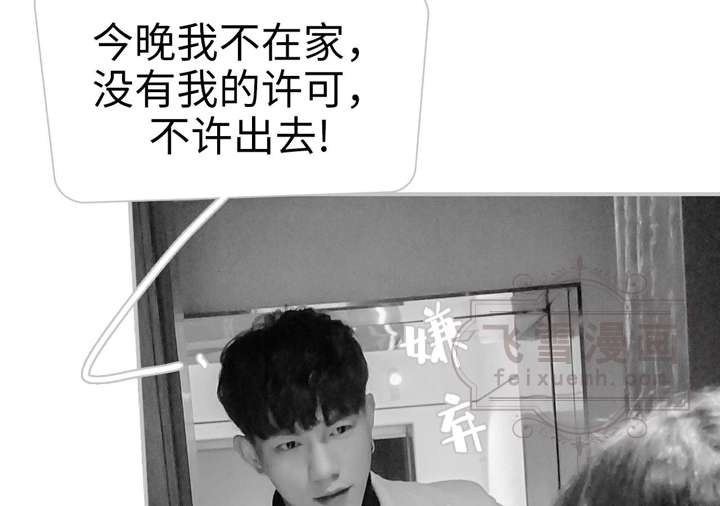 今晚我不在家，
没有我的许可，
不许出去!
嫌
弃
飞雪漫画
feixuemh.com